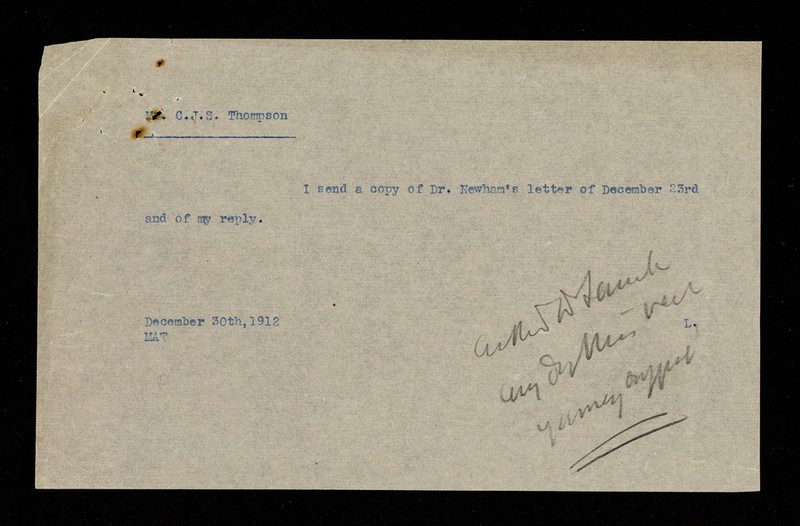 Mr. C.J.S. Thompson
I send a copy of Dr. Newham's letter of December 23rd
and of my reply.
December 30th, 1912
L.
MAT